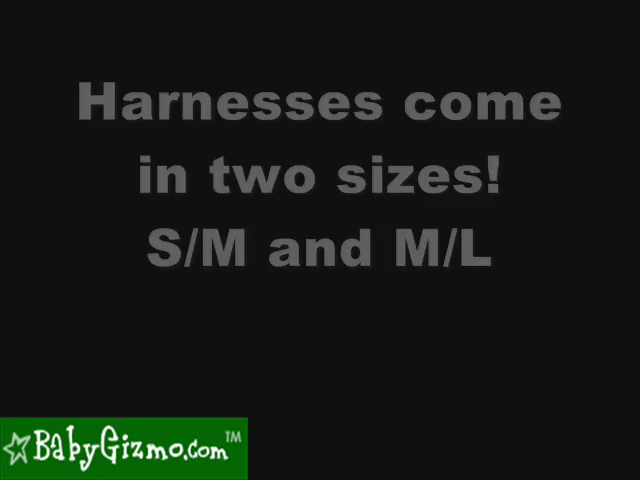 Harnesses come
in two sizes!
S/M and M/L
BabyGizmo.com™